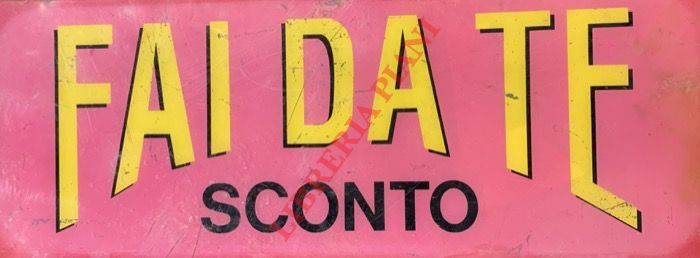 FAI DA TE
SCONTO
LIBRERIA PIANI